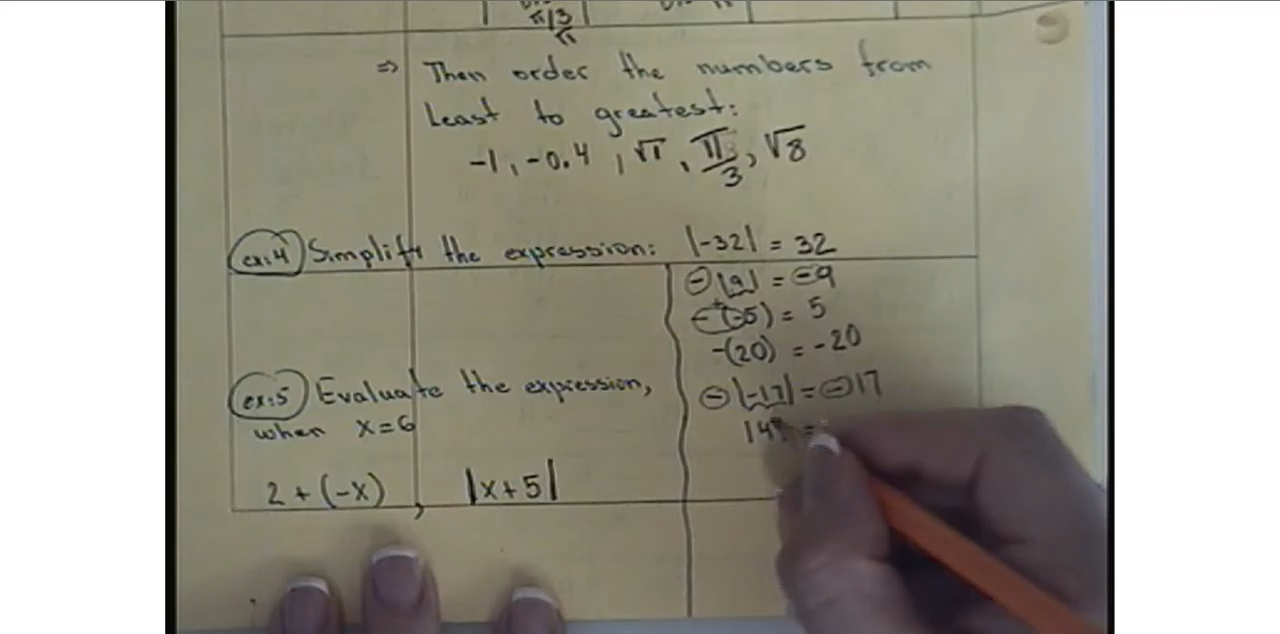 π/3
⇒ Then order the numbers from
Least to greatest:
-1, -0.4, √1, π/3, √8
ex:4 Simplify the expression: |-32| = 32
-|9| = -9
-(-5) = 5
-(20) = -20
ex:5 Evaluate the expression,
-|-17| = -17
when x=6
2 + (-x), |x+5|